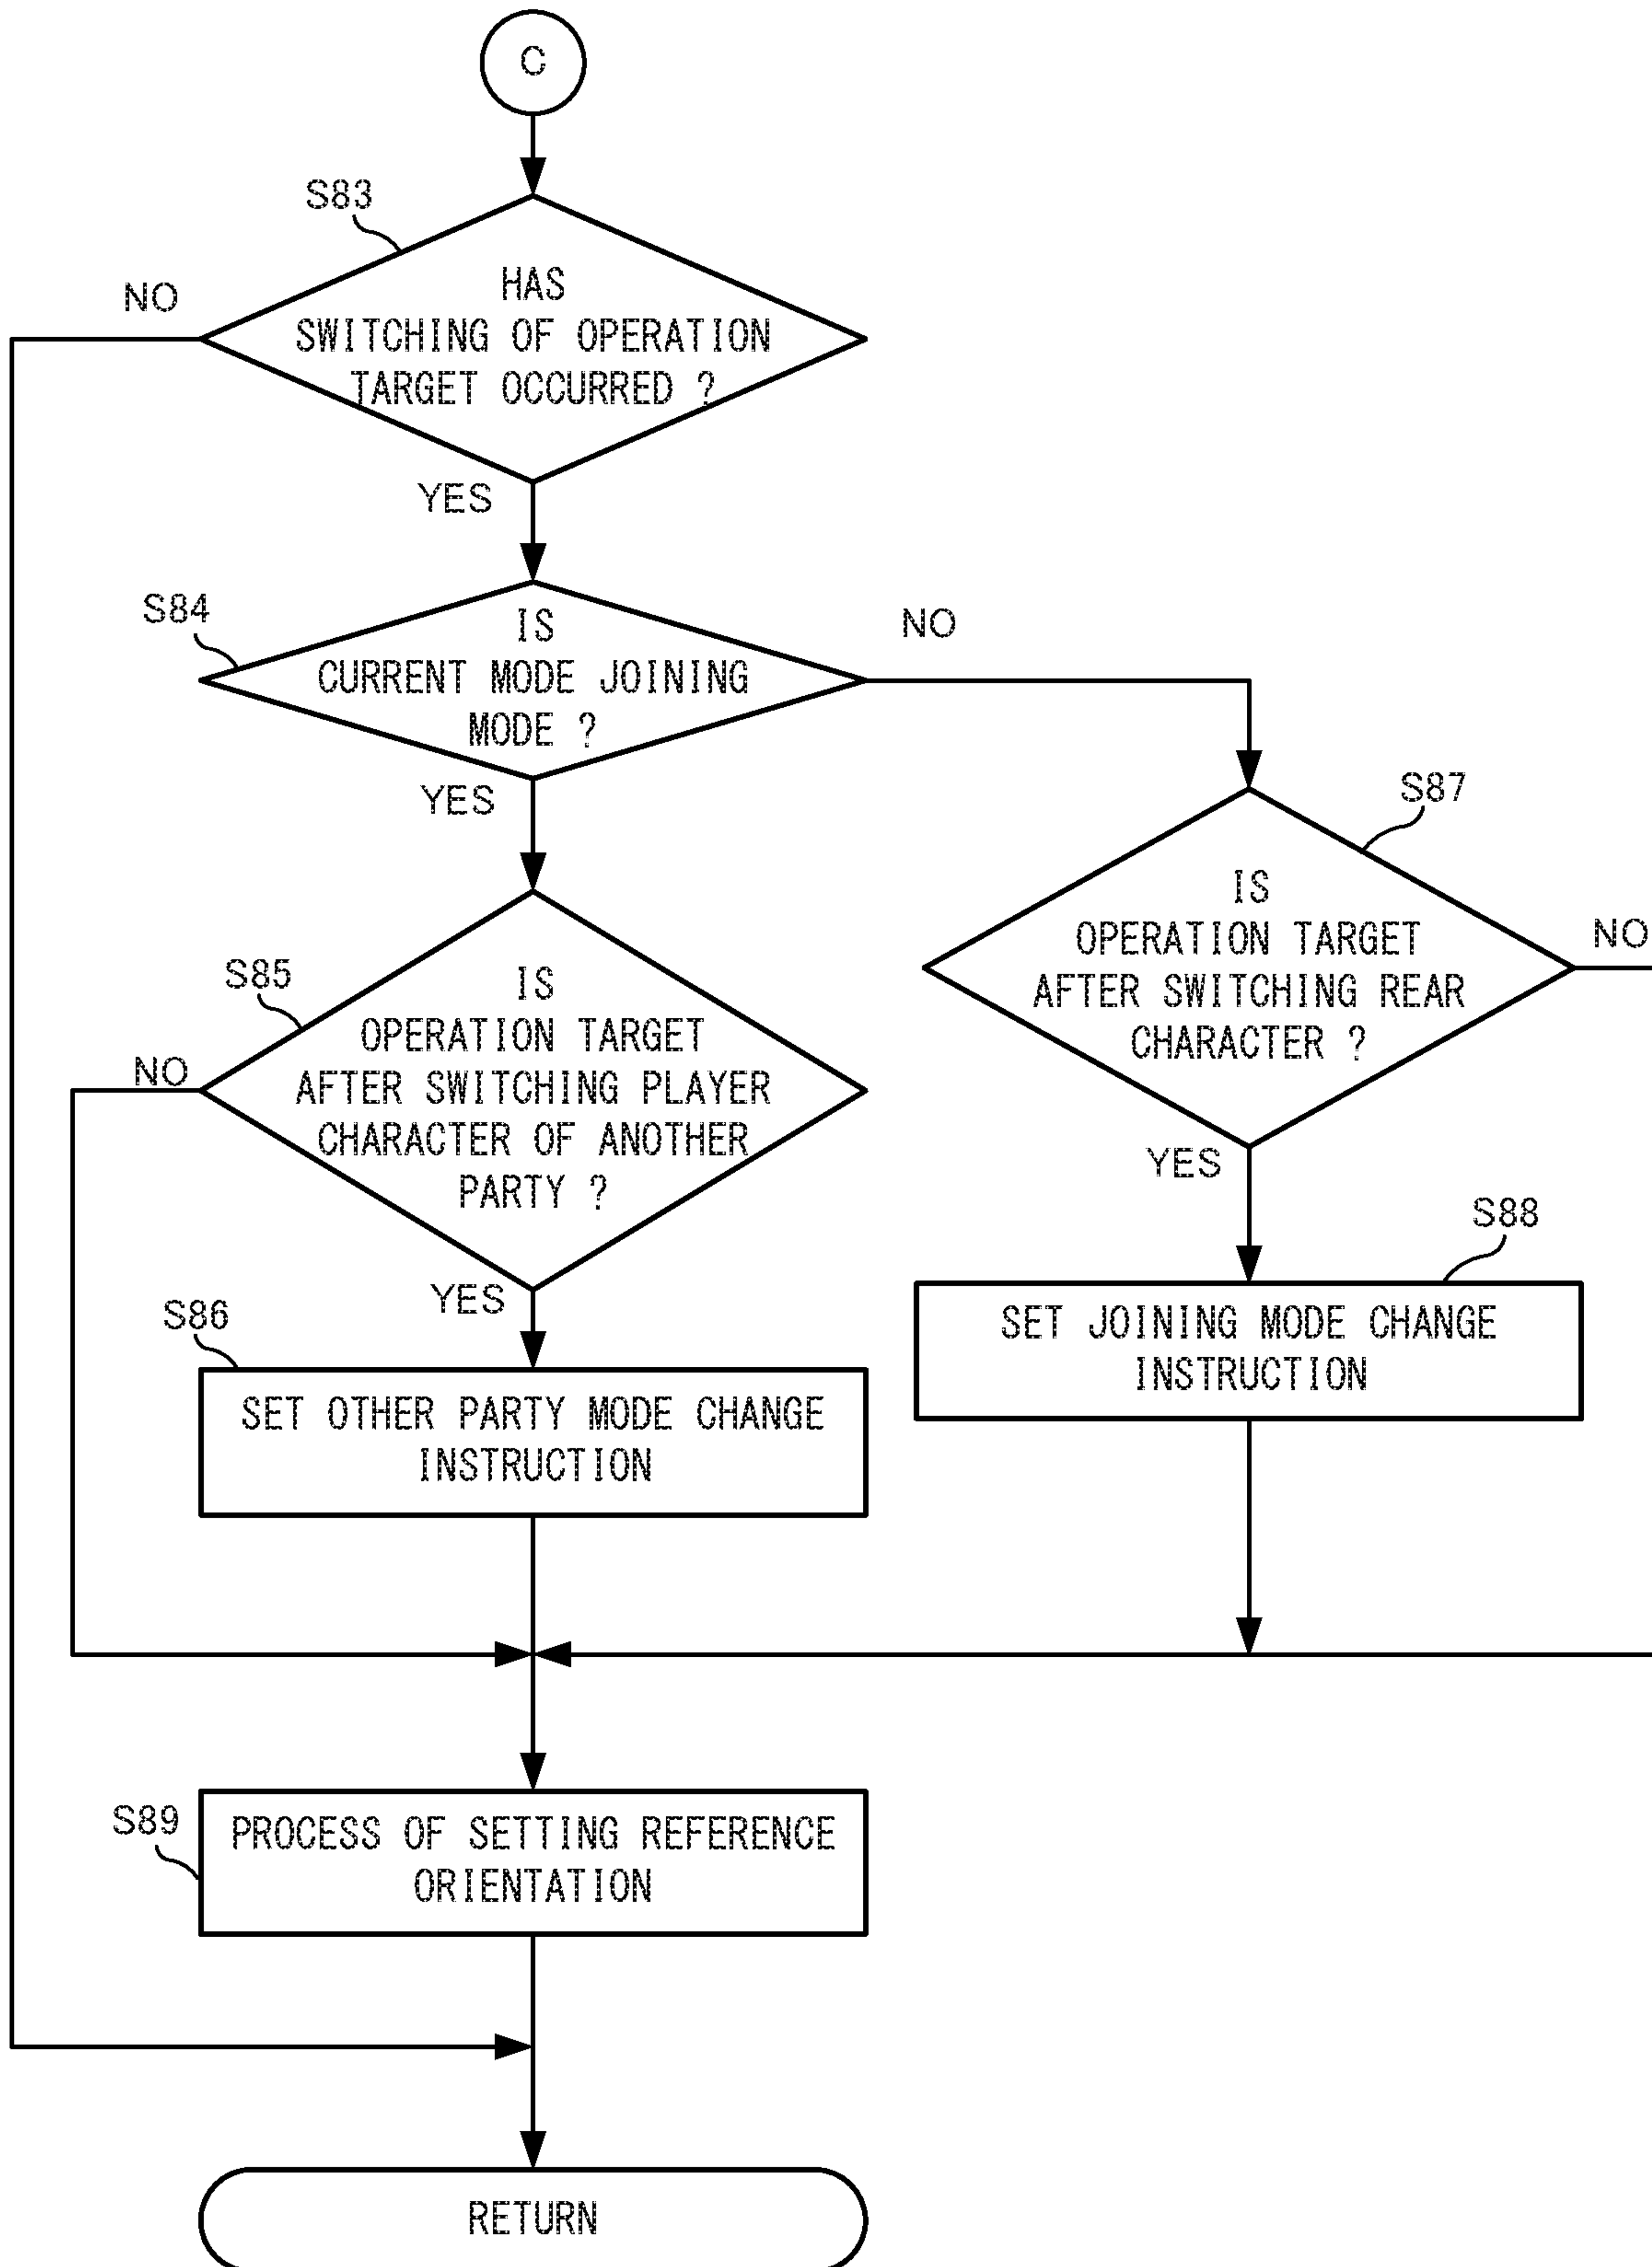 C
S83
HAS
SWITCHING OF OPERATION
TARGET OCCURRED ?
NO
YES
S84
IS
CURRENT MODE JOINING
MODE ?
NO
YES
S87
IS
OPERATION TARGET
AFTER SWITCHING REAR
CHARACTER ?
NO
YES
S85
IS
OPERATION TARGET
AFTER SWITCHING PLAYER
CHARACTER OF ANOTHER
PARTY ?
NO
YES
S88
SET JOINING MODE CHANGE
INSTRUCTION
S86
SET OTHER PARTY MODE CHANGE
INSTRUCTION
S89
PROCESS OF SETTING REFERENCE
ORIENTATION
RETURN